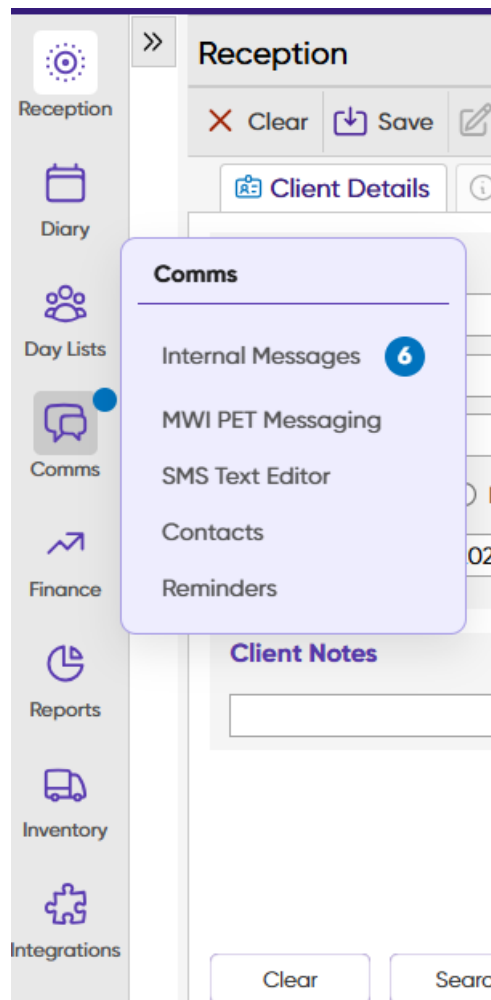 Reception
Diary
Day Lists
Comms
Finance
Reports
Inventory
Integrations
Reception
Clear Save
Client Details
Comms
Internal Messages 6
MWI PET Messaging
SMS Text Editor
Contacts
Reminders
Client Notes
Clear